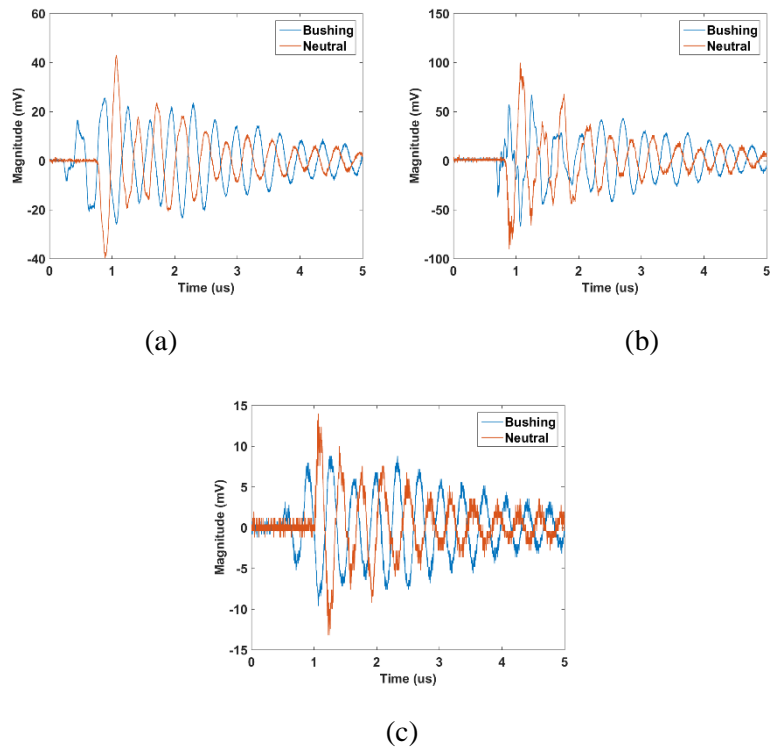 60
40
20
0
-20
-40
Magnitude (mV)
Bushing
Neutral
0 1 2 3 4 5
Time (us)
(a)
150
100
50
0
-50
-100
Magnitude (mV)
Bushing
Neutral
0 1 2 3 4 5
Time (us)
(b)
15
10
5
0
-5
-10
-15
Magnitude (mV)
Bushing
Neutral
0 1 2 3 4 5
Time (us)
(c)